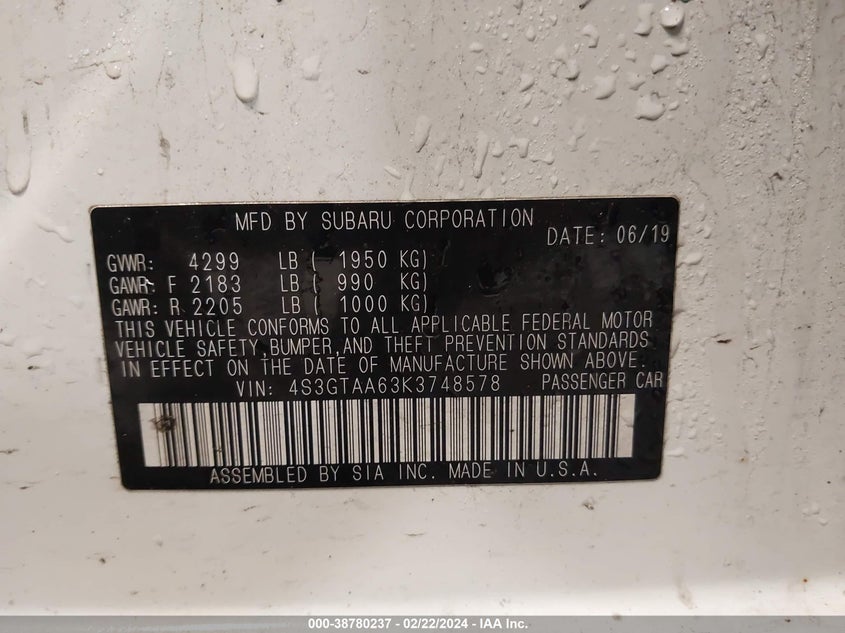 MFD BY SUBARU CORPORATION
DATE: 06/19
GVWR: 4299 LB ( 1950 KG)
GAWR: F 2183 LB ( 990 KG)
GAWR: R 2205 LB ( 1000 KG)
THIS VEHICLE CONFORMS TO ALL APPLICABLE FEDERAL MOTOR
VEHICLE SAFETY,BUMPER,AND THEFT PREVENTION STANDARDS
IN EFFECT ON THE DATE OF MANUFACTURE SHOWN ABOVE.
VIN: 4S3GTAA63K3748578 PASSENGER CAR
ASSEMBLED BY SIA INC. MADE IN U.S.A.
000-38780237 - 02/22/2024 - IAA Inc.